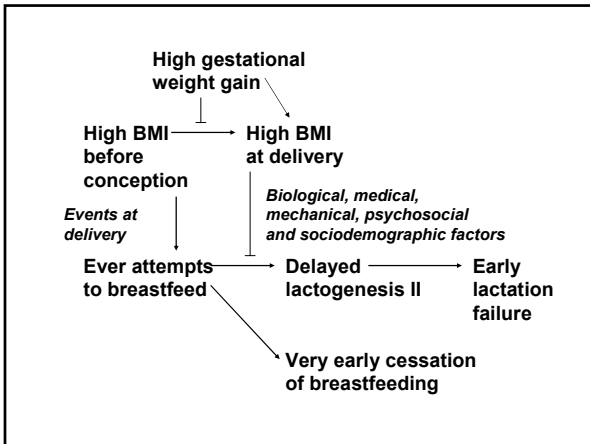 High gestational
weight gain
High BMI
before
conception
High BMI
at delivery
Events at
delivery
Biological, medical,
mechanical, psychosocial
and sociodemographic factors
Ever attempts
to breastfeed
Delayed
lactogenesis II
Early
lactation
failure
Very early cessation
of breastfeeding